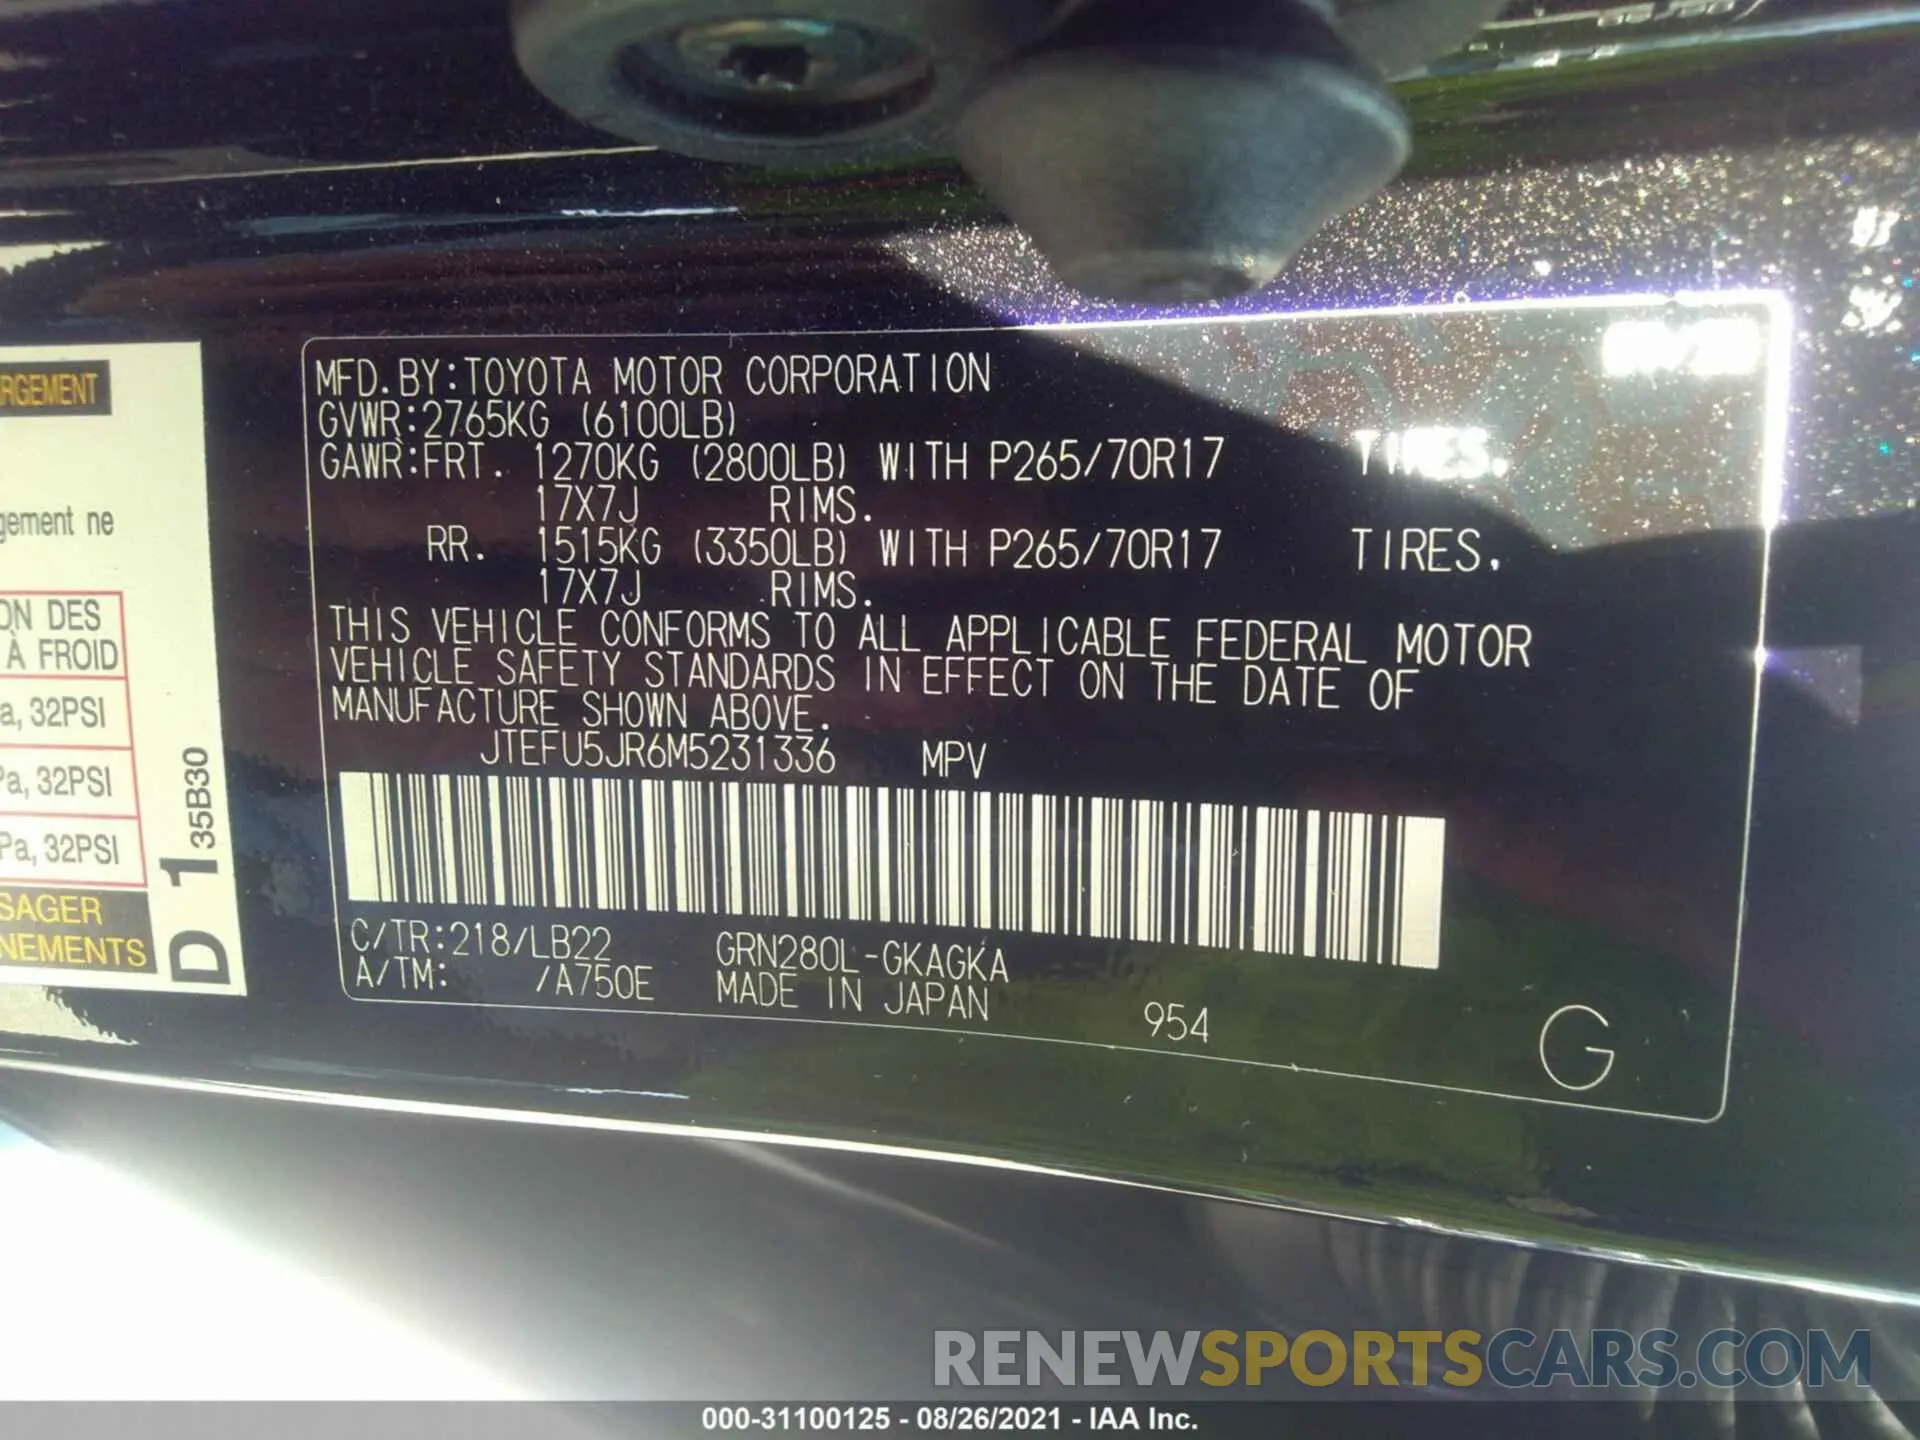 MFD.BY:TOYOTA MOTOR CORPORATION
GVWR:2765KG (6100LB)
GAWR:FRT. 1270KG (2800LB) WITH P265/70R17 TIRES.
17X7J RIMS.
RR. 1515KG (3350LB) WITH P265/70R17 TIRES.
17X7J RIMS.
THIS VEHICLE CONFORMS TO ALL APPLICABLE FEDERAL MOTOR
VEHICLE SAFETY STANDARDS IN EFFECT ON THE DATE OF
MANUFACTURE SHOWN ABOVE.
JTEFU5JR6M5231336 MPV
C/TR:218/LB22 GRN280L-GKAGKA
A/TM: /A750E MADE IN JAPAN
954
G
RGEMENT
gement ne
ON DES
À FROID
a, 32PSI
Pa, 32PSI
Pa, 32PSI
SAGER
NEMENTS
D 1 35B30
RENEWSPORTSCARS.COM
000-31100125 - 08/26/2021 - IAA Inc.